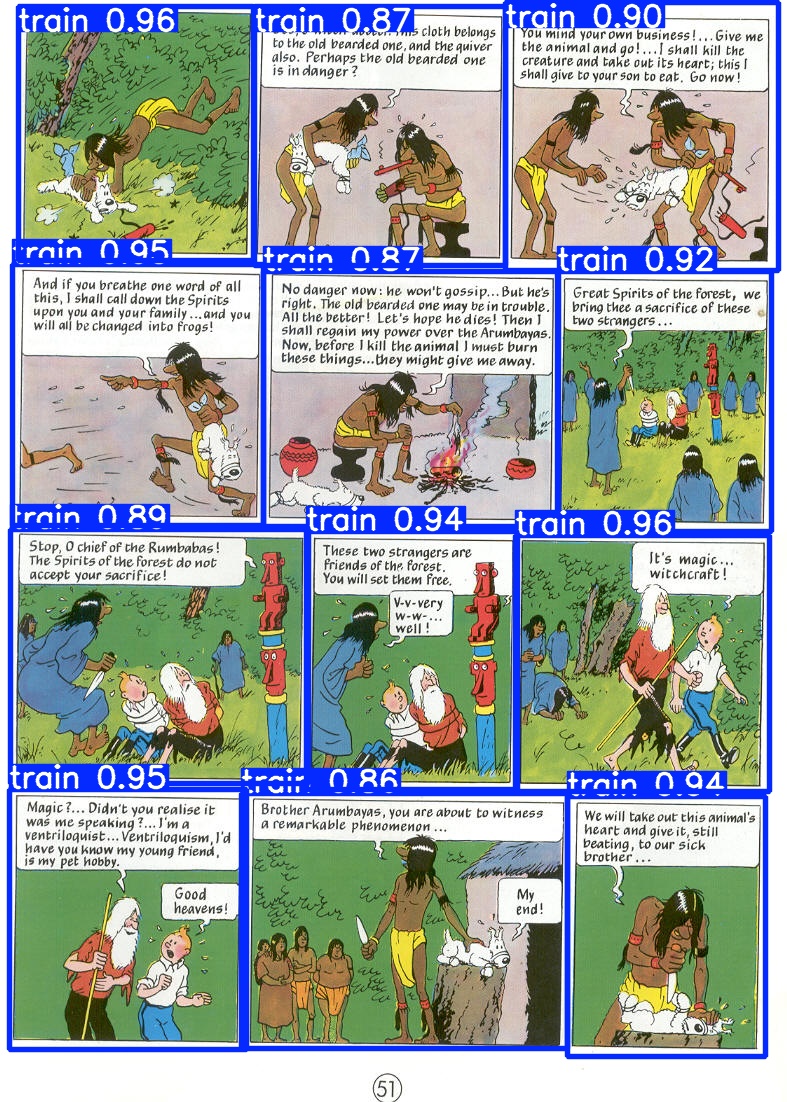 train 0.96
train 0.87
train 0.90
This cloth belongs
to the old bearded one, and the quiver
also. Perhaps the old bearded one
is in danger?
You mind your own business!... Give me
the animal and go!... I shall kill the
creature and take out its heart; this I
shall give to your son to eat. Go now!
train 0.95
train 0.87
train 0.92
And if you breathe one word of all
this, I shall call down the Spirits
upon you and your family... and you
will all be changed into frogs!
No danger now: he won't gossip... But he's
right. The old bearded one may be in trouble.
All the better! Let's hope he dies! Then I
shall regain my power over the Arumbayas.
Now, before I kill the animal I must burn
these things... they might give me away.
Great Spirits of the forest, we
bring thee a sacrifice of these
two strangers...
train 0.89
train 0.94
train 0.96
Stop, O chief of the Rumbabas!
The Spirits of the forest do not
accept your sacrifice!
These two strangers are
friends of the forest.
You will set them free.
V-v-very
w-w-...
well!
It's magic...
witchcraft!
train 0.95
train 0.86
train 0.94
Magic?... Didn't you realise it
was me speaking?... I'm a
ventriloquist... Ventriloquism, I'd
have you know my young friend,
is my pet hobby.
Good
heavens!
Brother Arumbayas, you are about to witness
a remarkable phenomenon...
My
end!
We will take out this animal's
heart and give it, still
beating, to our sick
brother...
51